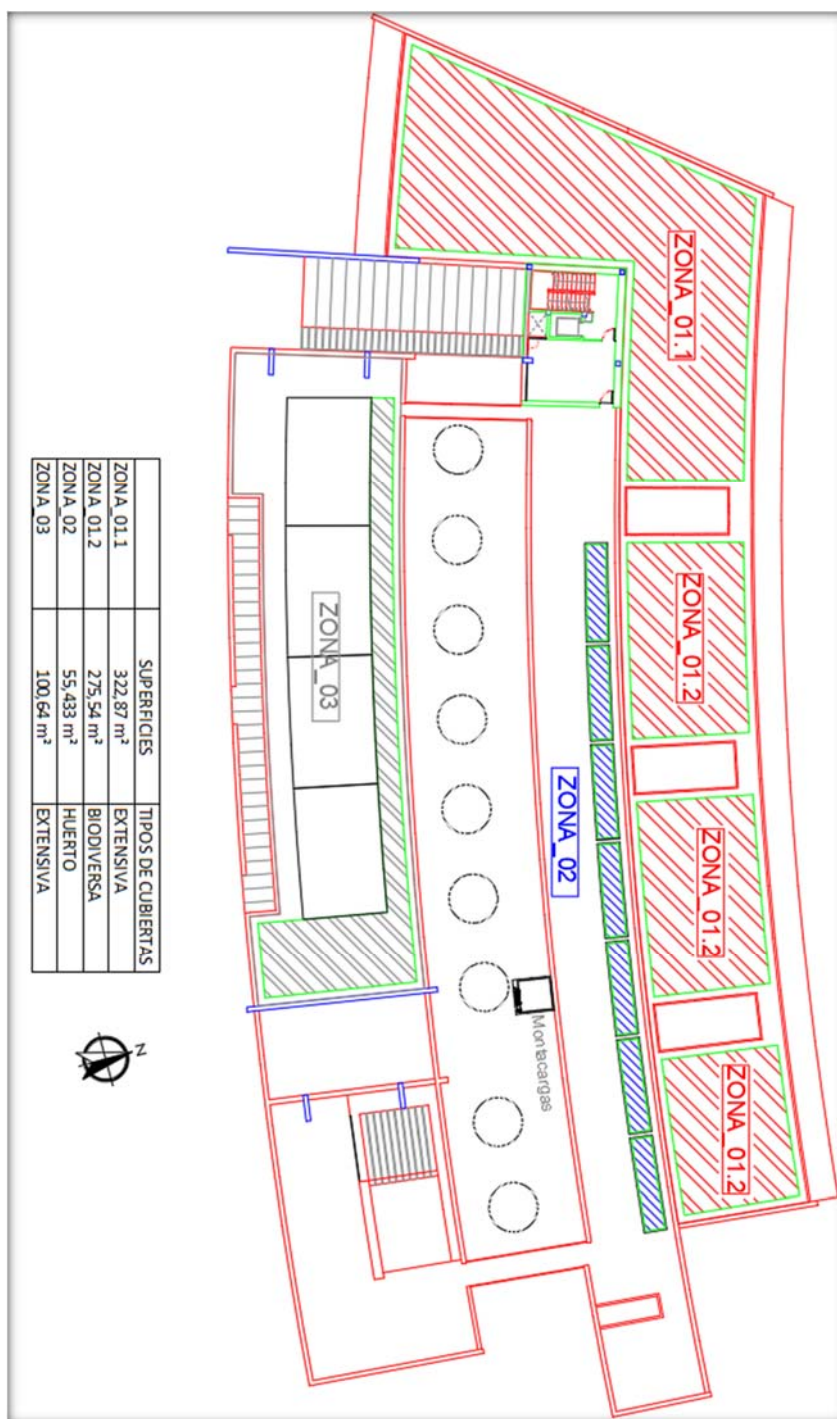 ZONA_01.1
ZONA_01.2
ZONA_01.2
ZONA_01.2
ZONA_02
ZONA_03
Montacargas
N
SUPERFICIES TIPOS DE CUBIERTAS
ZONA_01.1 322,87 m² EXTENSIVA
ZONA_01.2 275,54 m² BIODIVERSA
ZONA_02 55,433 m² HUERTO
ZONA_03 100,64 m² EXTENSIVA